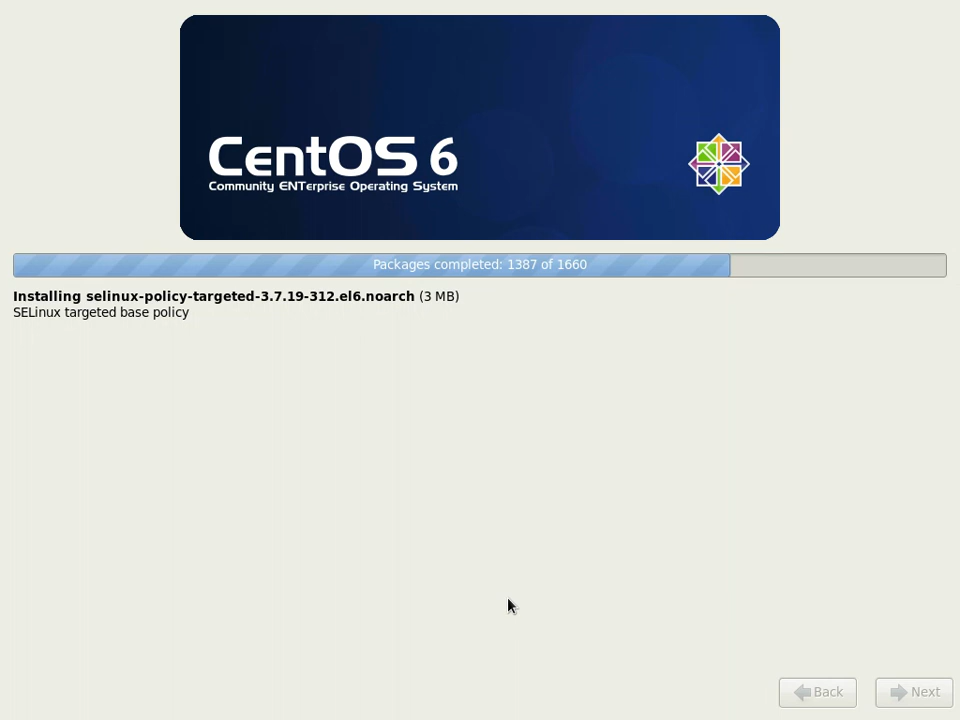 CentOS 6
Community ENTerprise Operating System
Packages completed: 1387 of 1660
Installing selinux-policy-targeted-3.7.19-312.el6.noarch (3 MB)
SELinux targeted base policy
Back Next